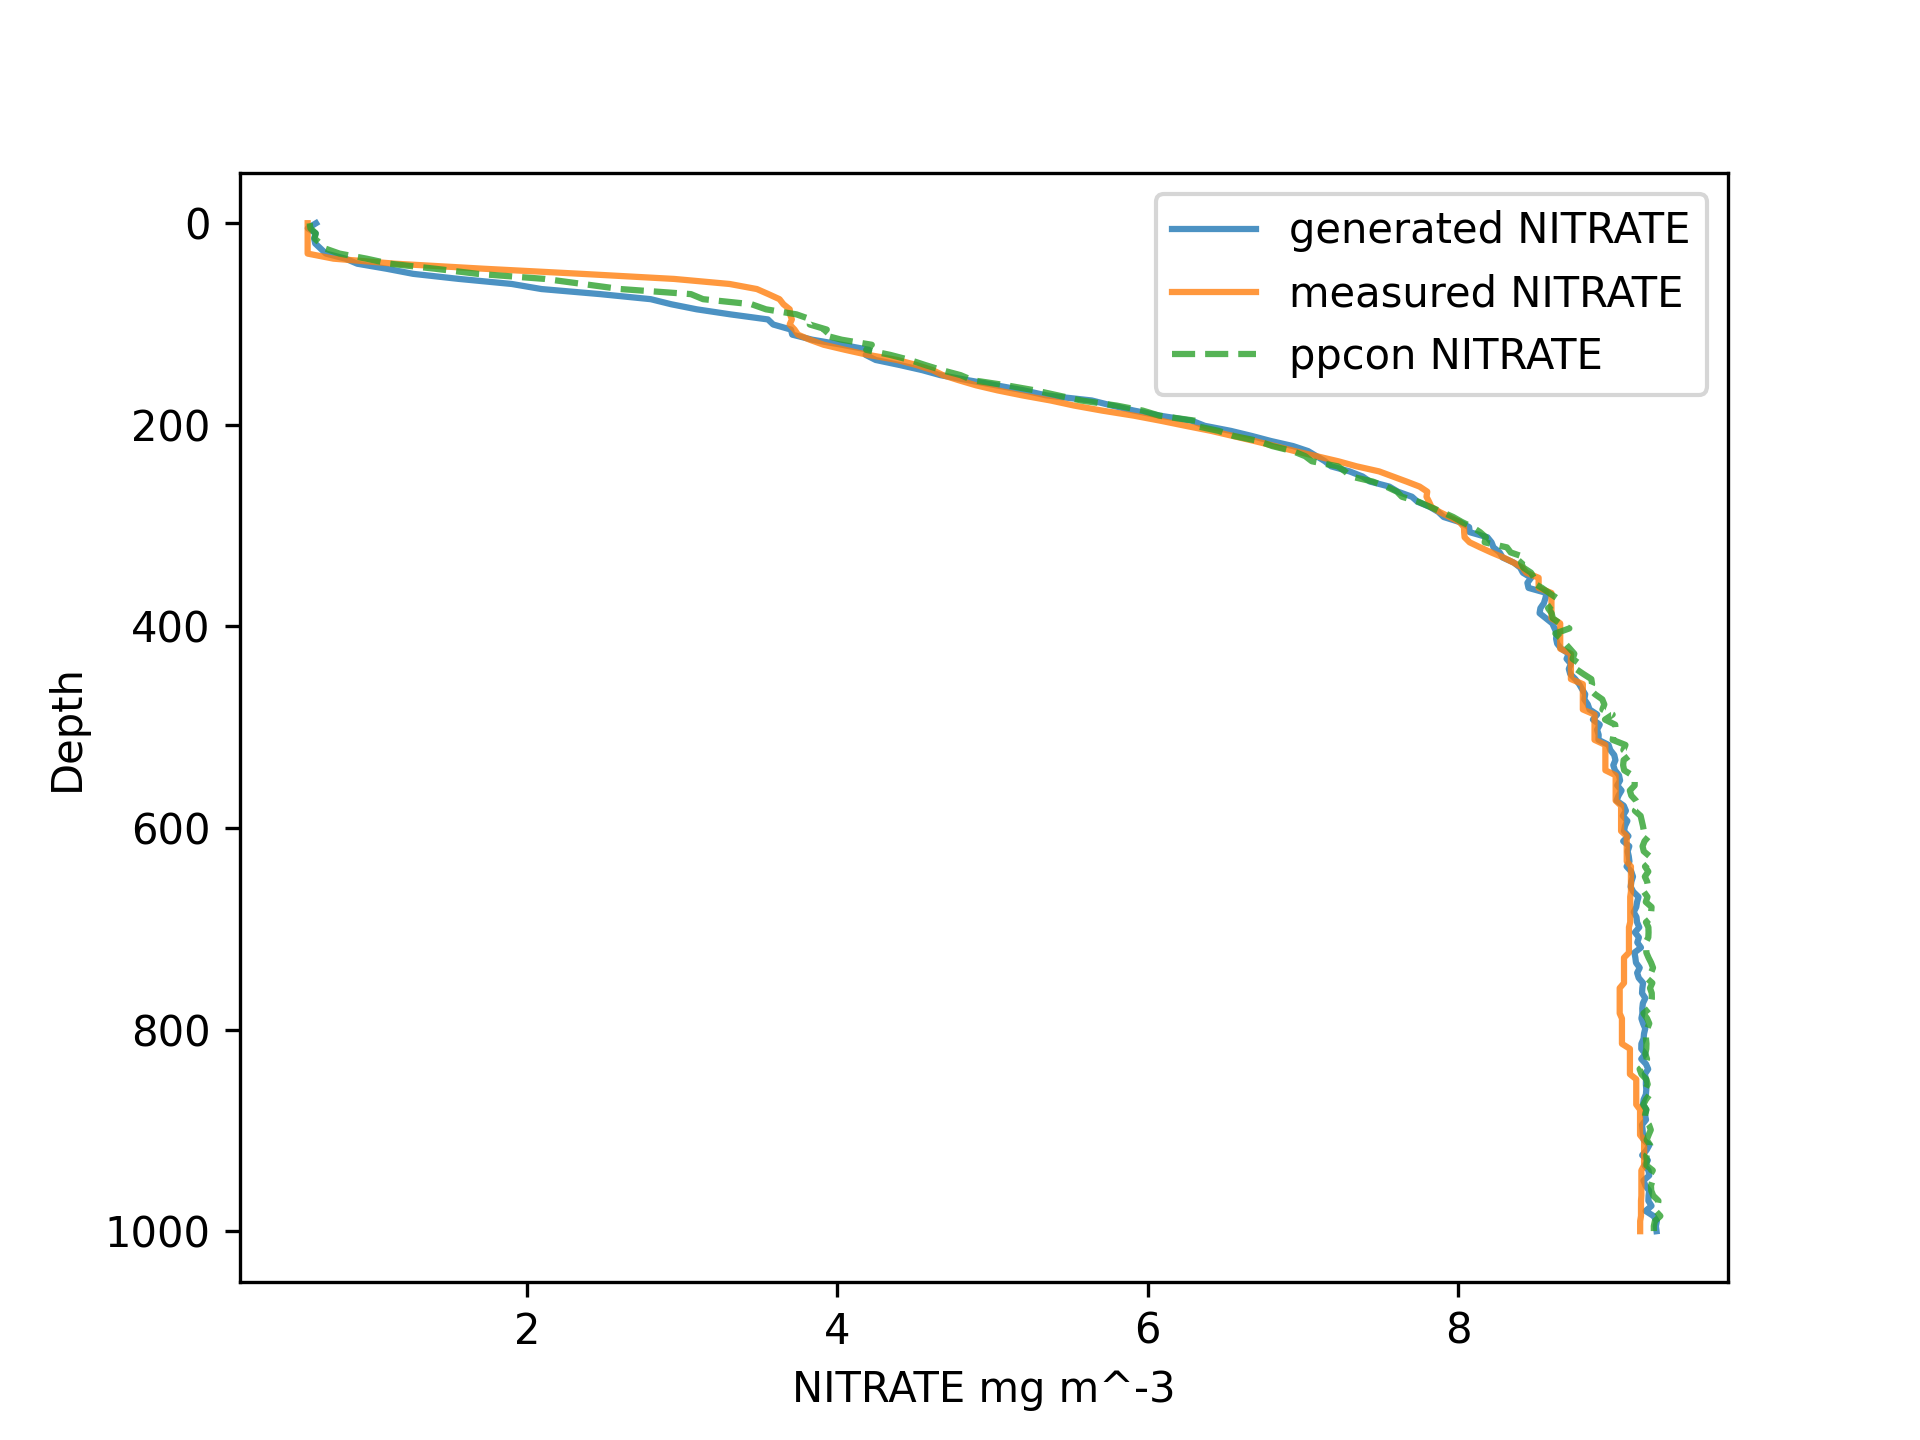 generated NITRATE
measured NITRATE
ppcon NITRATE
0
200
400
600
800
1000
Depth
2 4 6 8
NITRATE mg m^-3